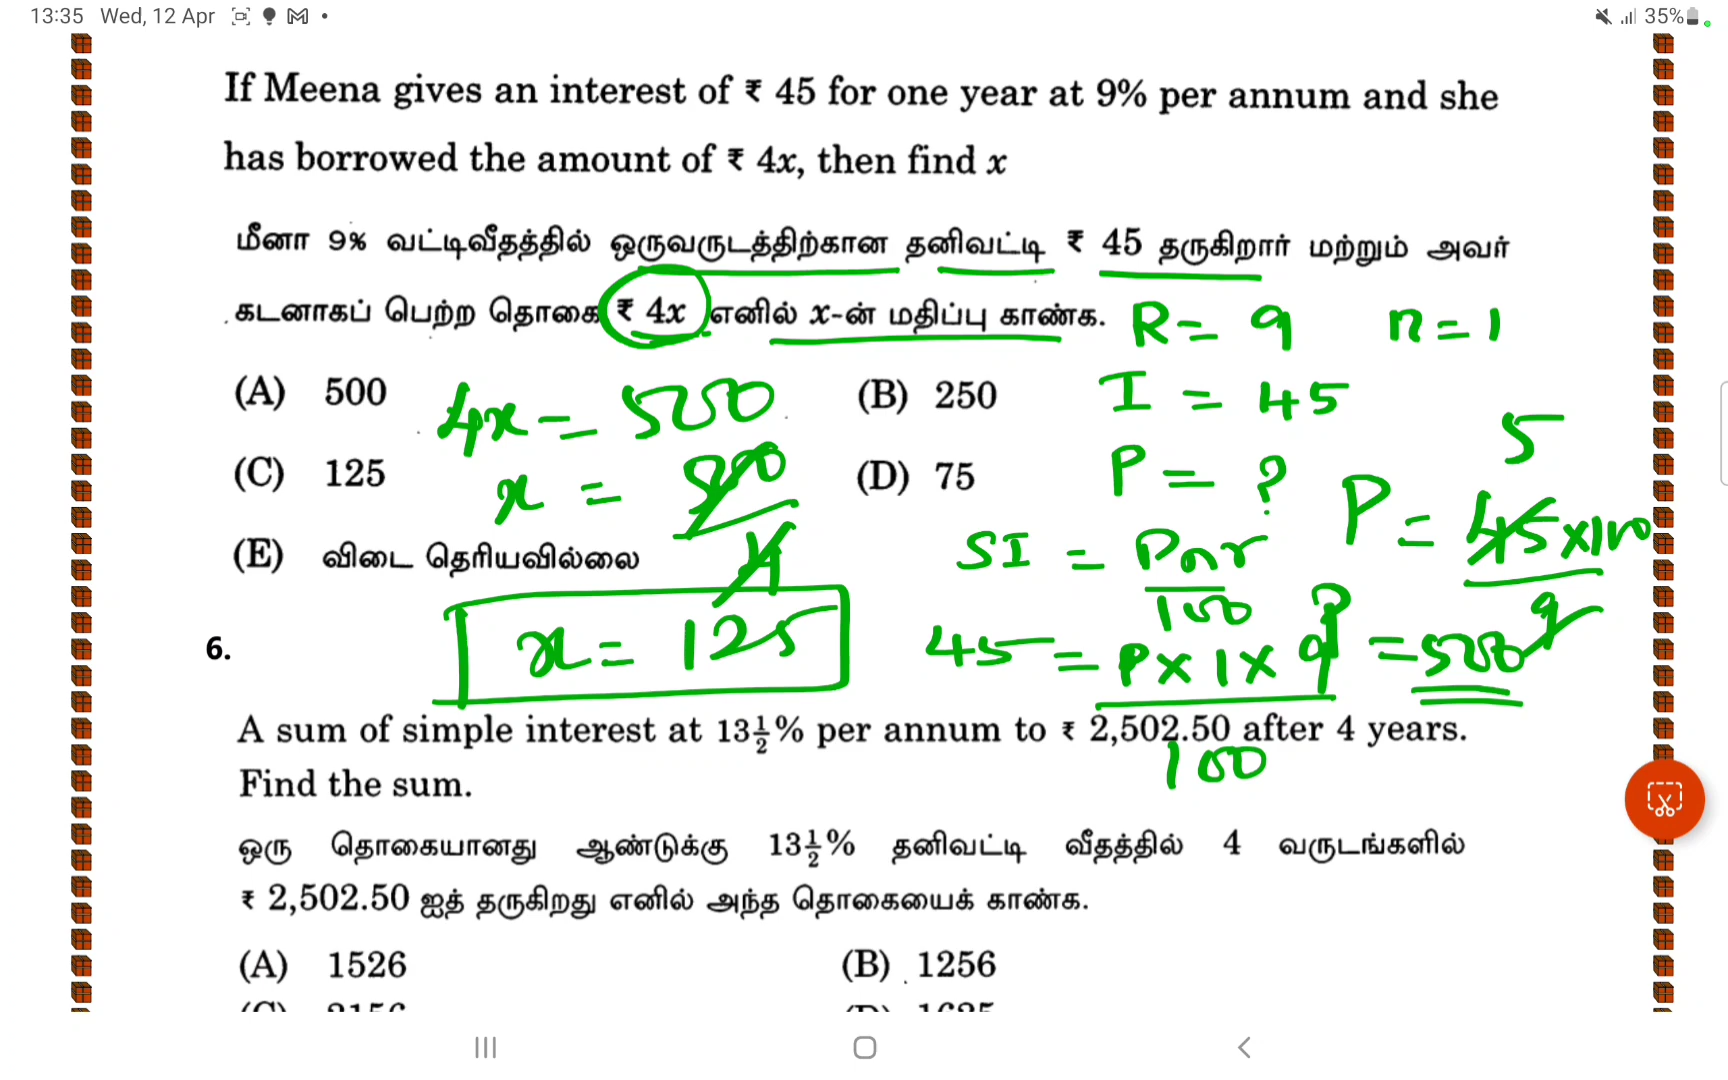 13:35 Wed, 12 Apr
35%
If Meena gives an interest of ₹ 45 for one year at 9% per annum and she
has borrowed the amount of ₹ 4x, then find x
மீனா 9% வட்டிவீதத்தில் ஒருவருடத்திற்கான தனிவட்டி ₹ 45 தருகிறார் மற்றும் அவர்
கடனாகப் பெற்ற தொகை ₹ 4x எனில் x-ன் மதிப்பு காண்க.
R = 9 n = 1
(A) 500
(B) 250
4x = 500
I = 45
(C) 125
(D) 75
x = 500/4
P = ?
5
P = 45x100
9
= 500
(E) விடை தெரியவில்லை
SI = Pnr
100
x = 125
45 = P x 1 x 9
100
6.
A sum of simple interest at 13½% per annum to ₹ 2,502.50 after 4 years.
Find the sum.
ஒரு தொகையானது ஆண்டுக்கு 13½% தனிவட்டி வீதத்தில் 4 வருடங்களில்
₹ 2,502.50 ஐத் தருகிறது எனில் அந்த தொகையைக் காண்க.
(A) 1526
(B) 1256